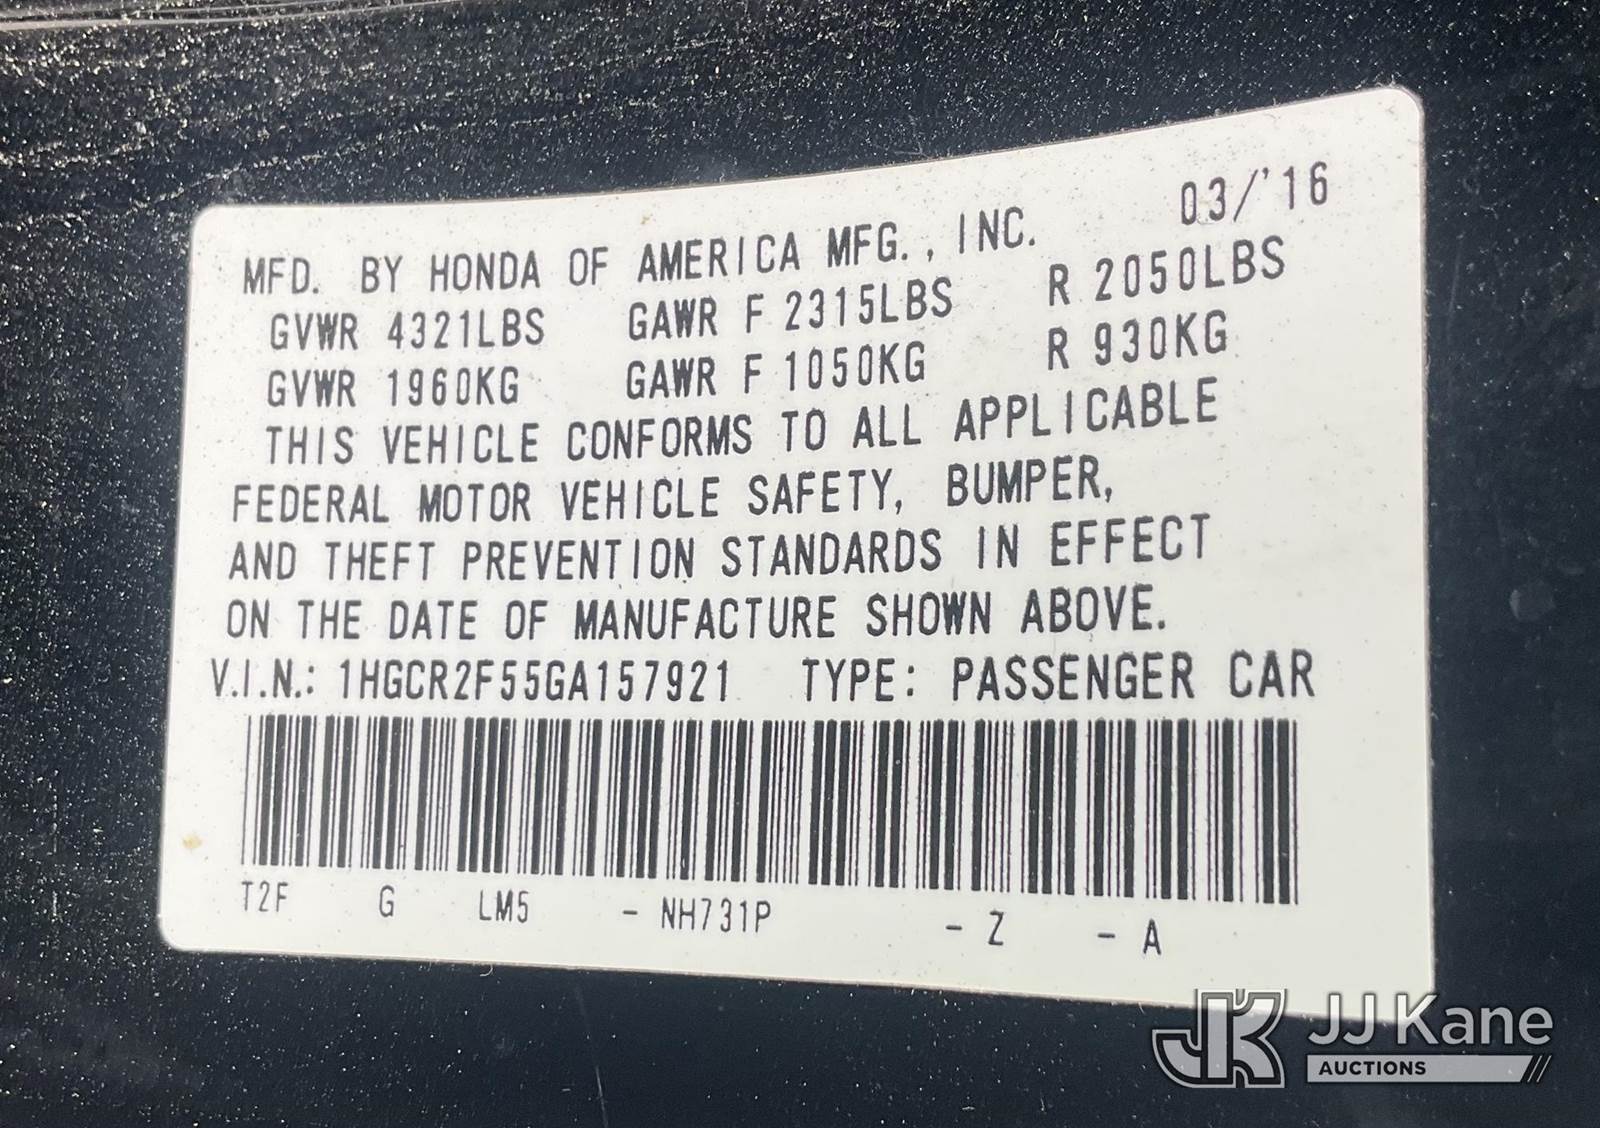 MFD. BY HONDA OF AMERICA MFG., INC. 03/'16
GVWR 4321LBS GAWR F 2315LBS R 2050LBS
GVWR 1960KG GAWR F 1050KG R 930KG
THIS VEHICLE CONFORMS TO ALL APPLICABLE
FEDERAL MOTOR VEHICLE SAFETY, BUMPER,
AND THEFT PREVENTION STANDARDS IN EFFECT
ON THE DATE OF MANUFACTURE SHOWN ABOVE.
V.I.N.: 1HGCR2F55GA157921 TYPE: PASSENGER CAR
T2F G LM5 - NH731P - Z - A
JK JJ Kane
AUCTIONS